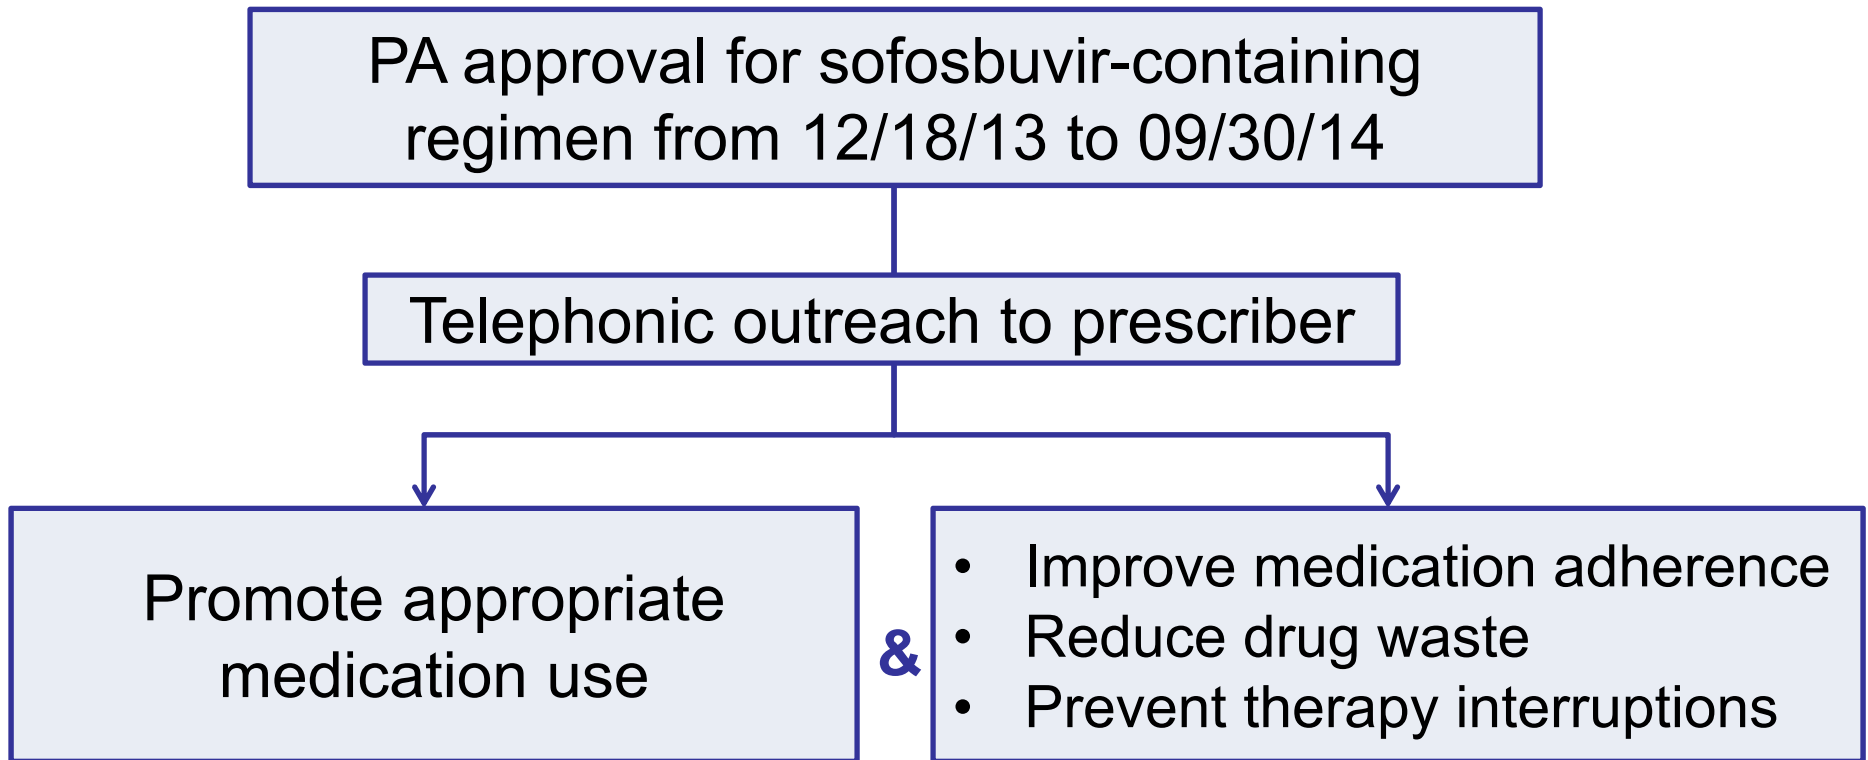 PA approval for sofosbuvir-containing
regimen from 12/18/13 to 09/30/14
Telephonic outreach to prescriber
Promote appropriate
medication use
&
• Improve medication adherence
• Reduce drug waste
• Prevent therapy interruptions